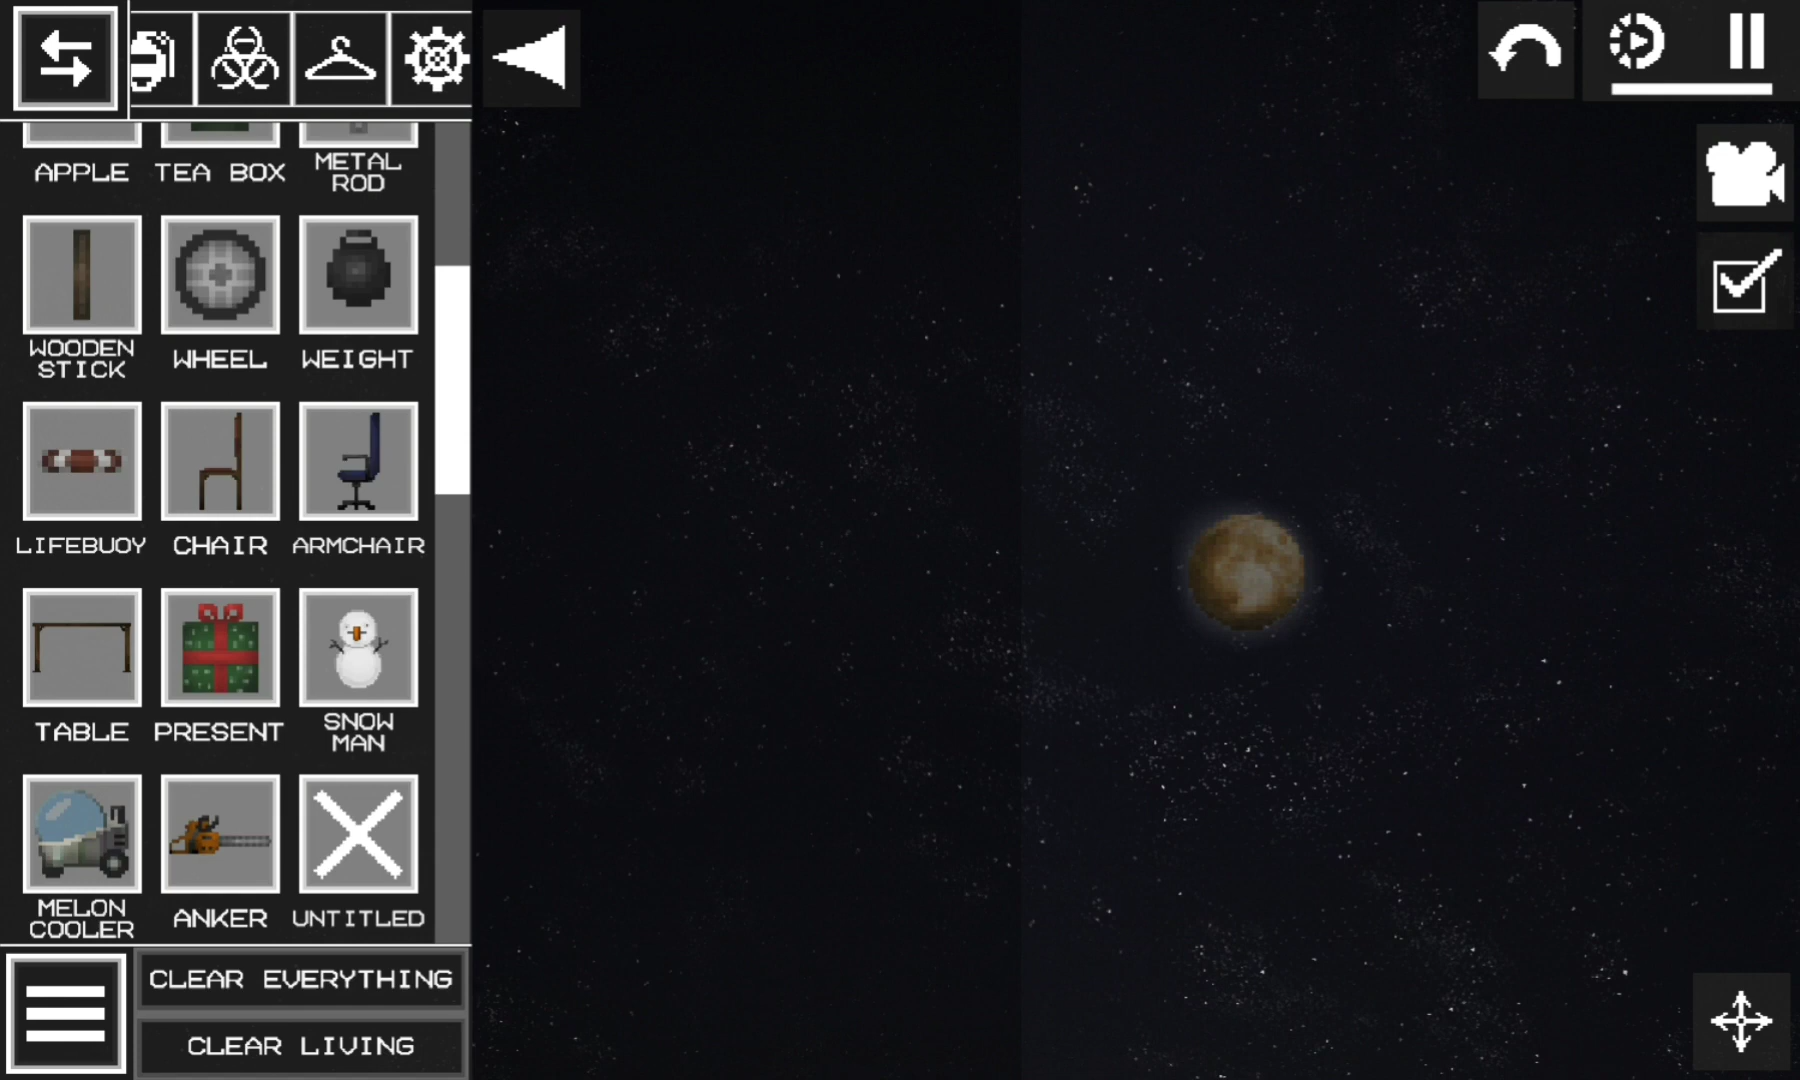 APPLE
TEA BOX
METAL
ROD
WOODEN
STICK
WHEEL
WEIGHT
LIFEBUOY
CHAIR
ARMCHAIR
TABLE
PRESENT
SNOW
MAN
MELON
COOLER
ANKER
UNTITLED
CLEAR EVERYTHING
CLEAR LIVING